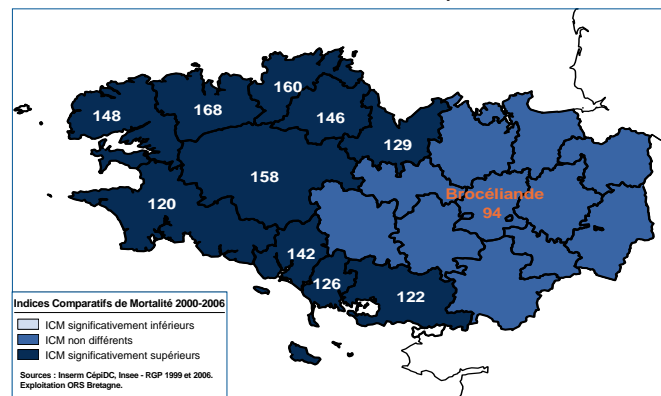 160
168
148
146
129
158
Brocéliande
94
120
142
126
122
Indices Comparatifs de Mortalité 2000-2006
ICM significativement inférieurs
ICM non différents
ICM significativement supérieurs
Sources : Inserm CépiDC, Insee - RGP 1999 et 2006.
Exploitation ORS Bretagne.